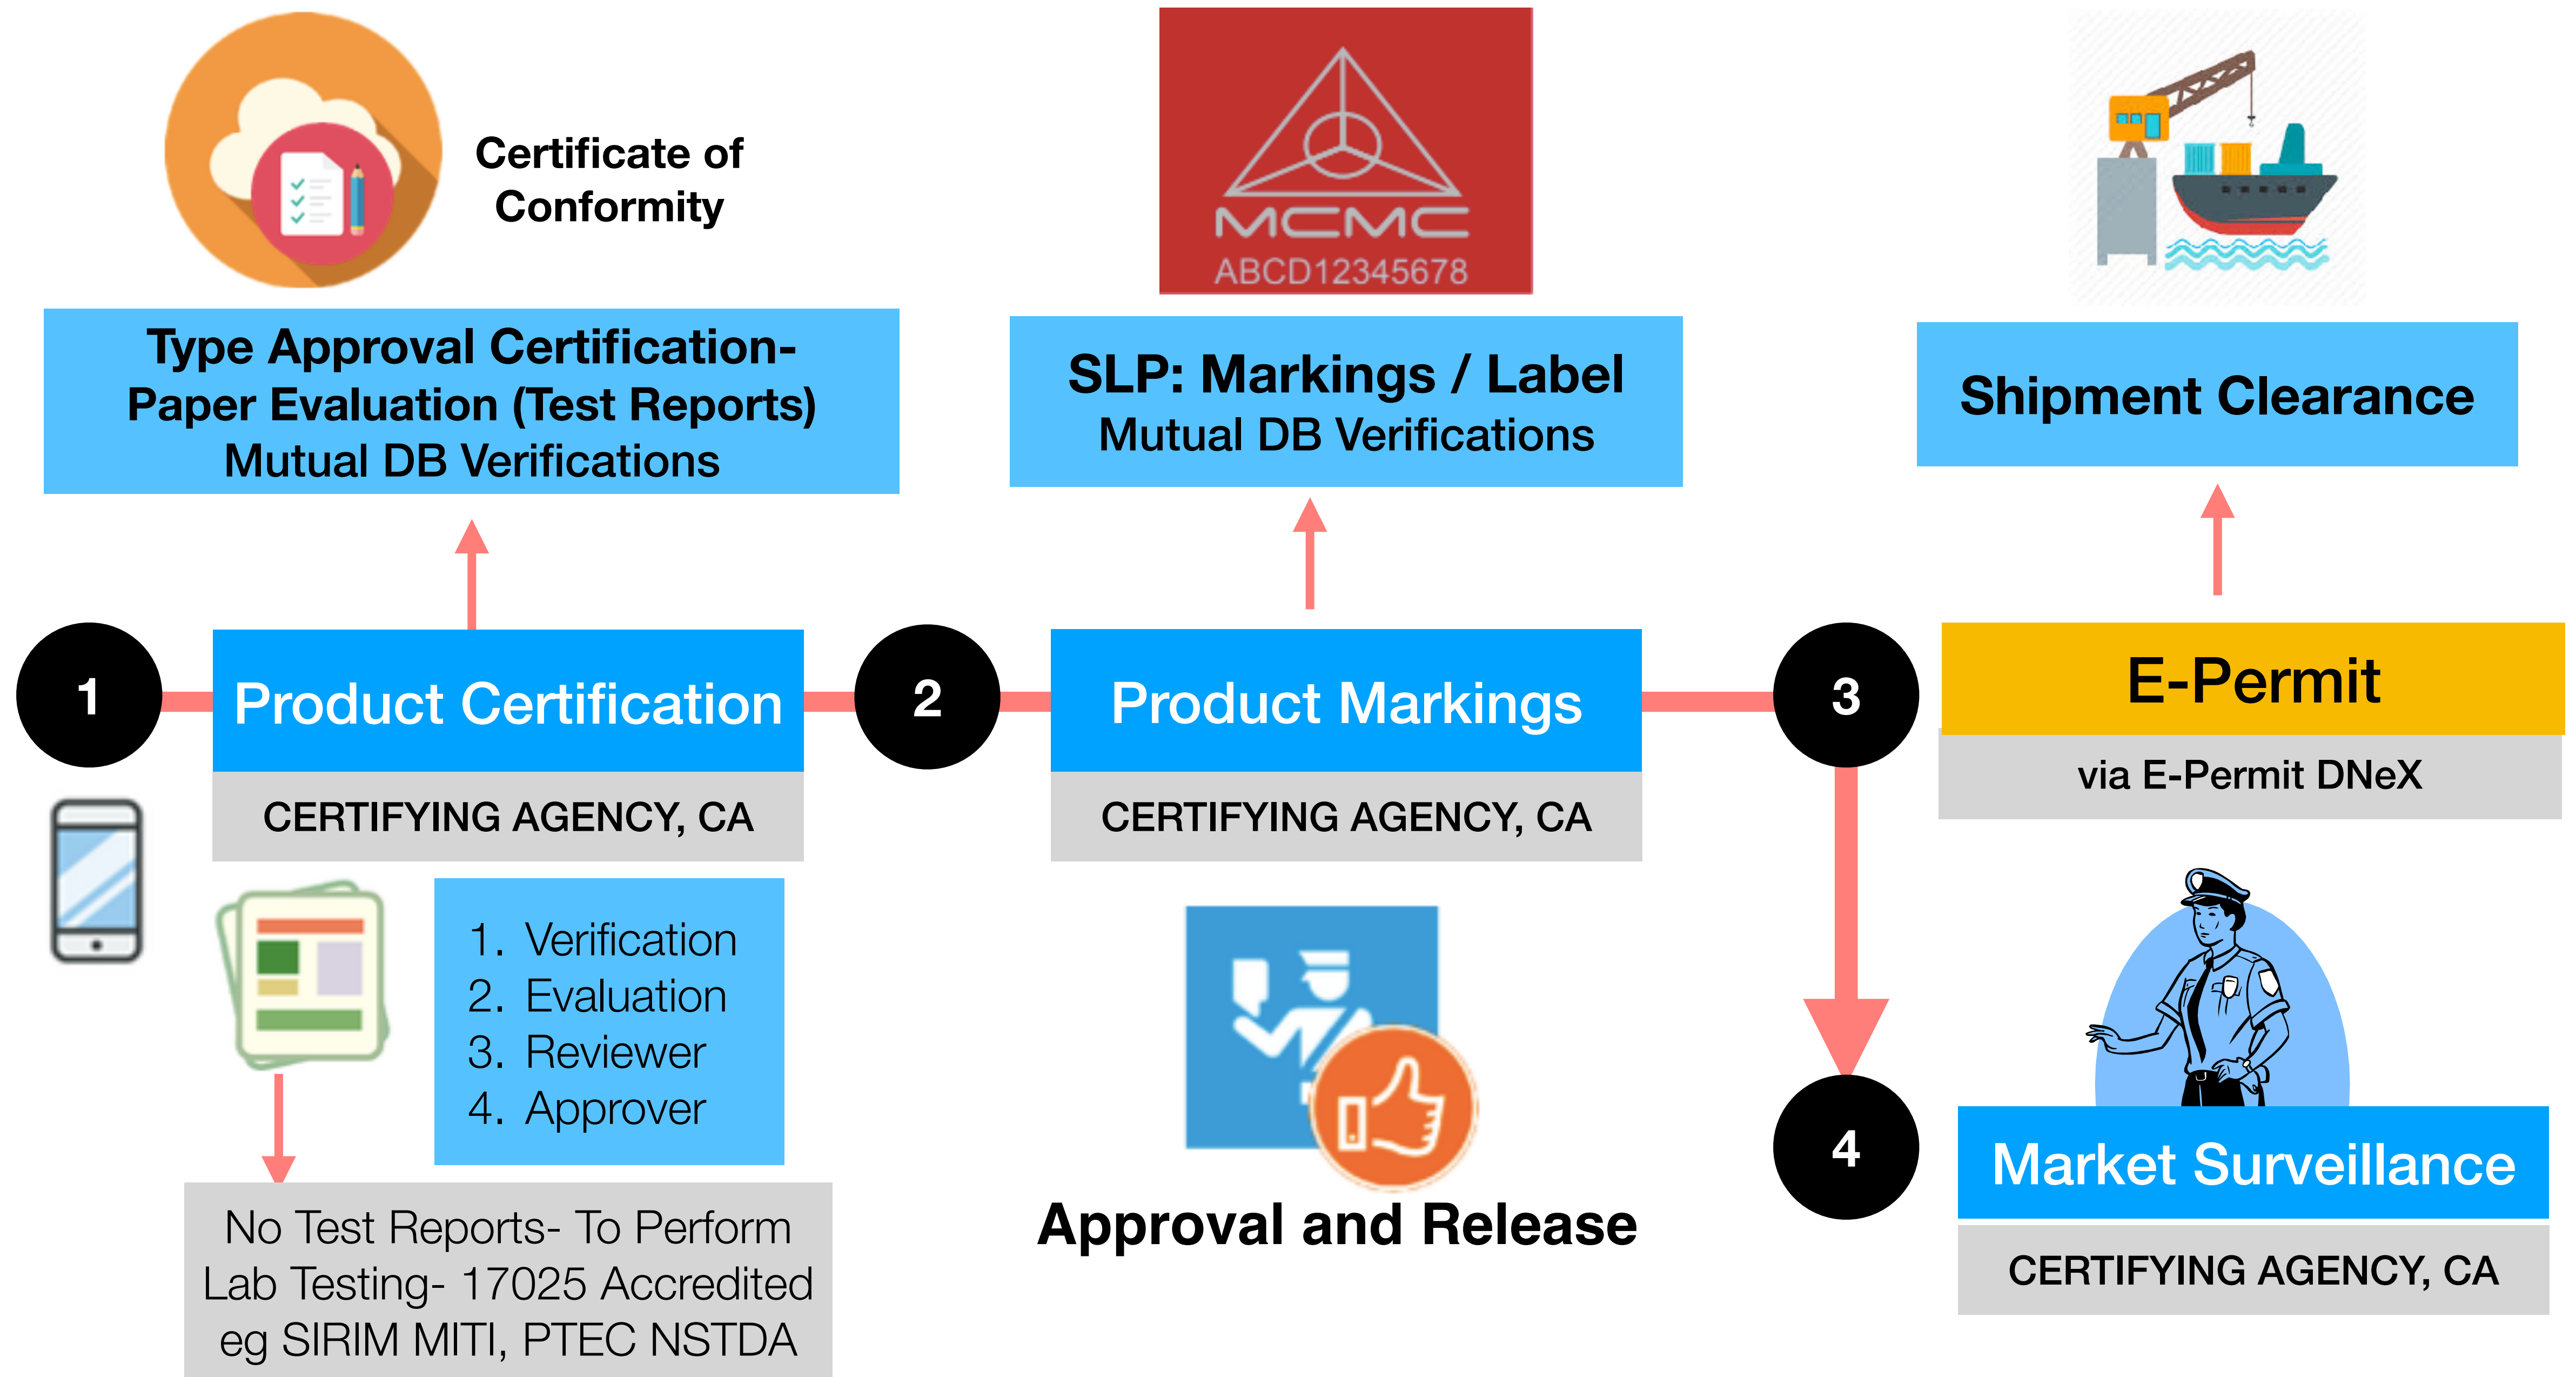 Certificate of
Conformity
MCMC
ABCD12345678
Type Approval Certification-
Paper Evaluation (Test Reports)
Mutual DB Verifications
SLP: Markings / Label
Mutual DB Verifications
Shipment Clearance
1
Product Certification
CERTIFYING AGENCY, CA
2
Product Markings
CERTIFYING AGENCY, CA
3
E-Permit
via E-Permit DNeX
1. Verification
2. Evaluation
3. Reviewer
4. Approver
No Test Reports- To Perform
Lab Testing- 17025 Accredited
eg SIRIM MITI, PTEC NSTDA
Approval and Release
4
Market Surveillance
CERTIFYING AGENCY, CA